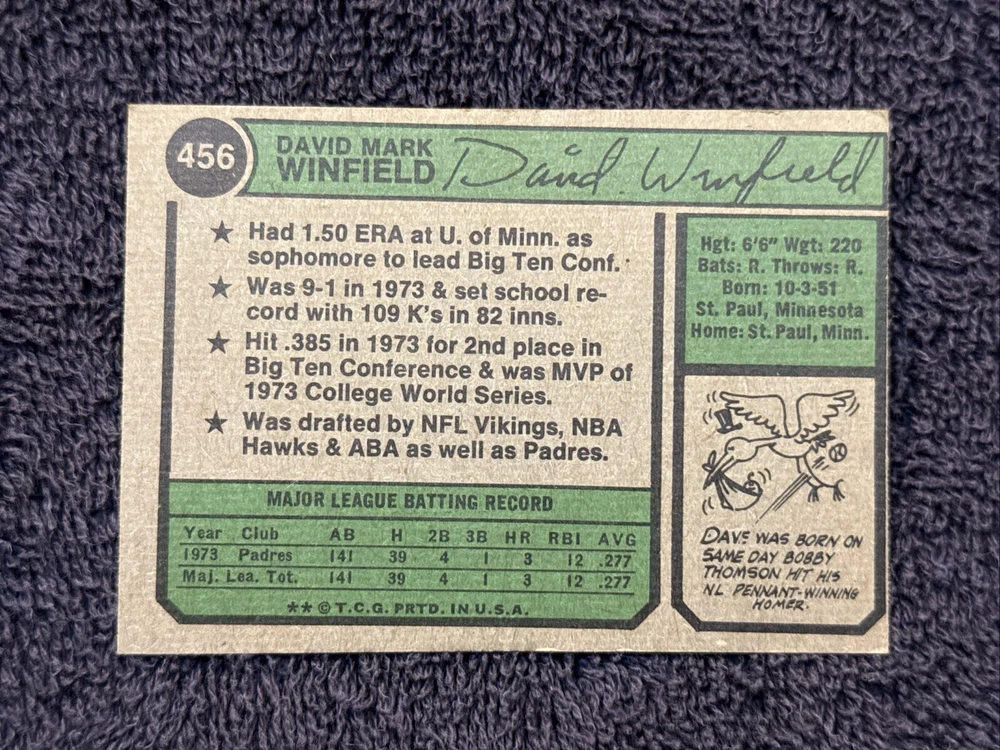 456
DAVID MARK
WINFIELD
David Winfield
★ Had 1.50 ERA at U. of Minn. as
sophomore to lead Big Ten Conf.
★ Was 9-1 in 1973 & set school re-
cord with 109 K's in 82 inns.
★ Hit .385 in 1973 for 2nd place in
Big Ten Conference & was MVP of
1973 College World Series.
★ Was drafted by NFL Vikings, NBA
Hawks & ABA as well as Padres.
Hgt: 6'6" Wgt: 220
Bats: R. Throws: R.
Born: 10-3-51
St. Paul, Minnesota
Home: St. Paul, Minn.
MAJOR LEAGUE BATTING RECORD
Year Club AB H 2B 3B HR RBI AVG
1973 Padres 141 39 4 1 3 12 .277
Maj. Lea. Tot. 141 39 4 1 3 12 .277
** © T.C.G. PRTD. IN U.S.A.
DAVE WAS BORN ON
SAME DAY BOBBY
THOMSON HIT HIS
NL PENNANT-WINNING
HOMER.